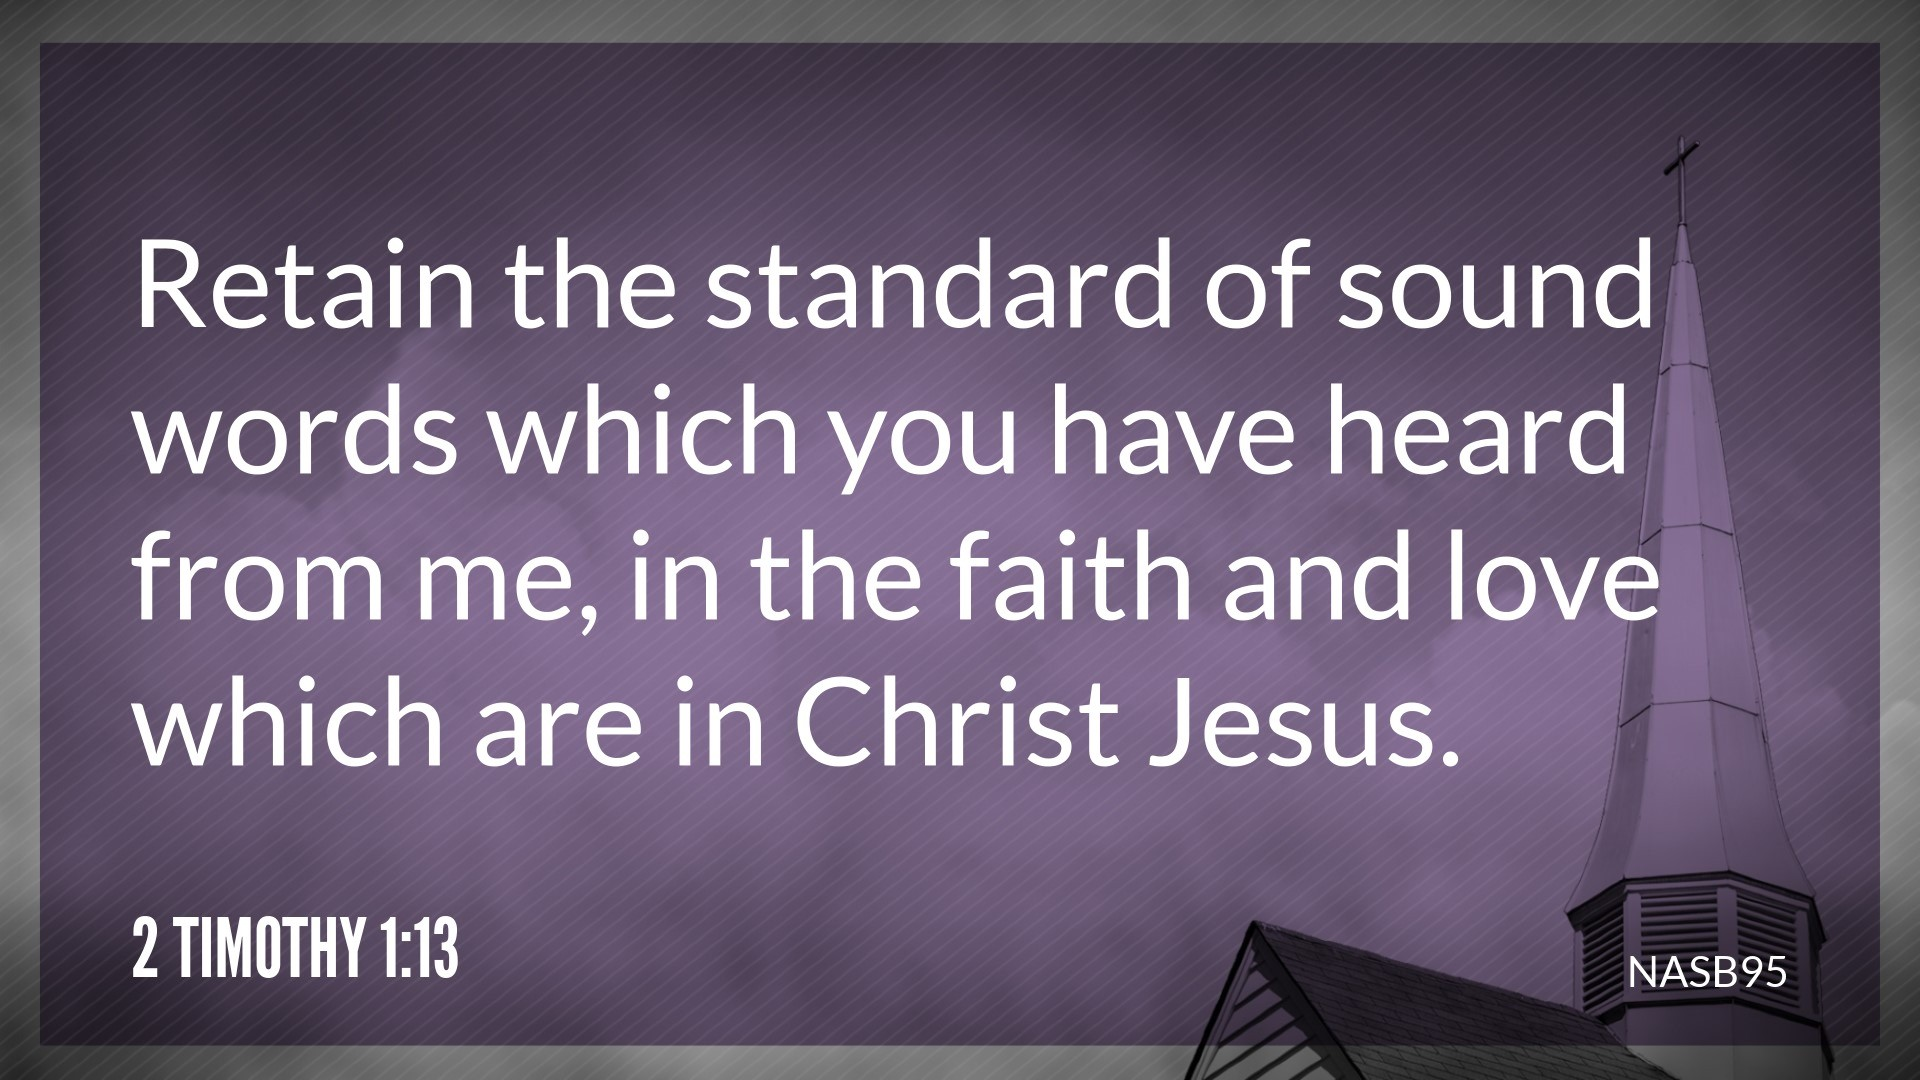 Retain the standard of sound
words which you have heard
from me, in the faith and love
which are in Christ Jesus.
2 TIMOTHY 1:13
NASB95